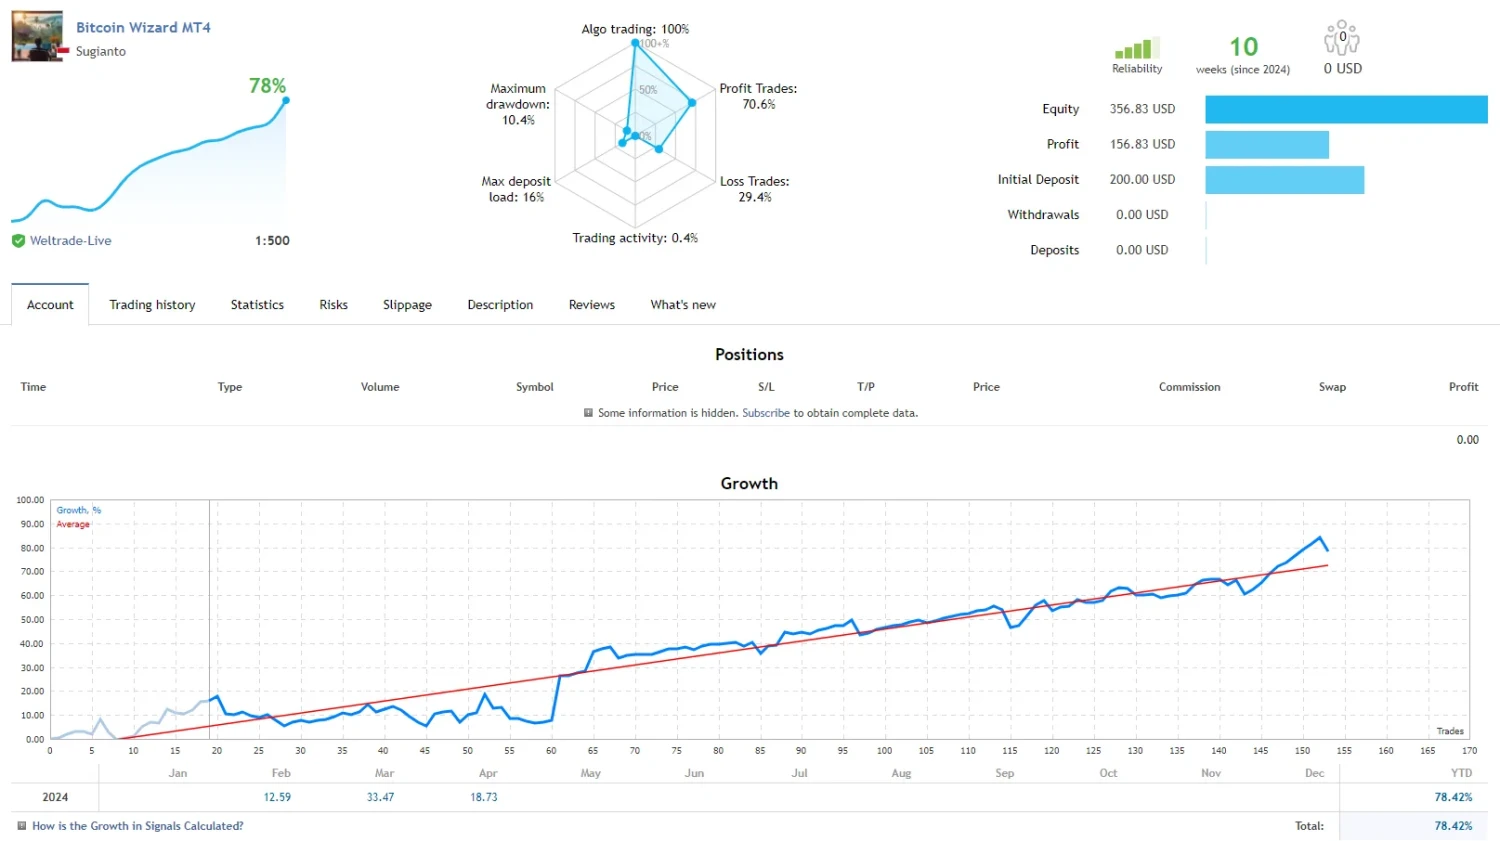 Bitcoin Wizard MT4
Sugianto
78%
Weltrade-Live 1:500
Algo trading: 100%
100+%
50%
0%
Profit Trades:
70.6%
Loss Trades:
29.4%
Trading activity: 0.4%
Max deposit
load: 16%
Maximum
drawdown:
10.4%
Reliability
10
weeks (since 2024)
0
0 USD
Equity 356.83 USD
Profit 156.83 USD
Initial Deposit 200.00 USD
Withdrawals 0.00 USD
Deposits 0.00 USD
Account Trading history Statistics Risks Slippage Description Reviews What's new
Positions
Time Type Volume Symbol Price S/L T/P Price Commission Swap Profit
Some information is hidden. Subscribe to obtain complete data.
0.00
Growth
100.00
Growth, %
Average
90.00
80.00
70.00
60.00
50.00
40.00
30.00
20.00
10.00
0.00
Trades
0 5 10 15 20 25 30 35 40 45 50 55 60 65 70 75 80 85 90 95 100 105 110 115 120 125 130 135 140 145 150 155 160 165 170
Jan Feb Mar Apr May Jun Jul Aug Sep Oct Nov Dec YTD
2024 12.59 33.47 18.73 78.42%
How is the Growth in Signals Calculated? Total: 78.42%